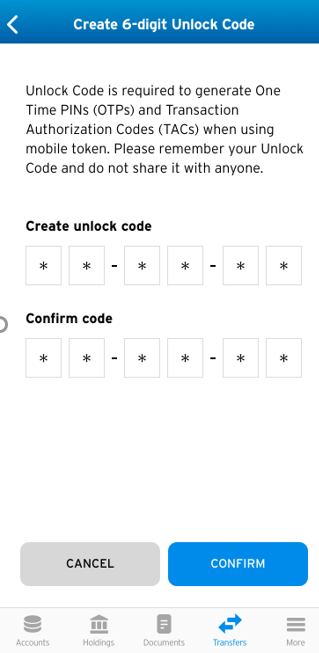 Create 6-digit Unlock Code
Unlock Code is required to generate One
Time PINs (OTPs) and Transaction
Authorization Codes (TACs) when using
mobile token. Please remember your Unlock
Code and do not share it with anyone.
Create unlock code
* * - * * - * *
Confirm code
* * - * * - * *
CANCEL CONFIRM
Accounts Holdings Documents Transfers More